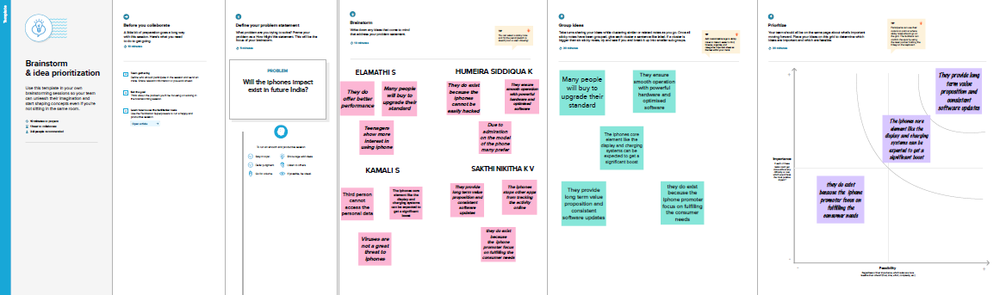 Template
Brainstorm
& idea prioritization
Use this template in your own
brainstorming sessions so your team
can unleash their imagination and
start shaping concepts even if you're
not sitting in the same room.
10 minutes to prepare
1 hour to collaborate
2-8 people recommended
Before you collaborate
A little bit of preparation goes a long way
with this session. Here's what you need
to do to get going.
10 minutes
Team gathering
Set the goal
Learn how to use the facilitation tools
Open article
Define your problem statement
What problem are you trying to solve? Frame your
problem as a How Might We statement. This will be the
focus of your brainstorm.
5 minutes
PROBLEM
Will the Iphones impact
exist in future India?
To run an smooth and productive session
Stay in topic.
Encourage wild ideas.
Defer judgment.
Listen to others.
Go for volume.
If possible, be visual.
Brainstorm
Write down any ideas that come to mind
that address your problem statement.
10 minutes
ELAMATHI S
They do
offer better
performance
Many people
will buy to
upgrade their
standard
Teenagers
show more
interest in
using iphone
HUMEIRA SIDDIQUA K
They do exist
because the
iphones
cannot be
easily hacked
They ensure
smooth operation
with powerful
hardware and
optimised
software
Due to
admiration
on the model
of the phone
many prefer
KAMALI S
Third person
cannot
access the
personal data
The iphones core
element like the
display and
charging systems
can be expected to
get a significant
boost
Viruses are
not a great
threat to
iphones
SAKTHI NIKITHA K V
They provide
long term value
proposition and
consistent
software
updates
The iphones
stops other apps
from tracking
the activity
online
they do exist
because
the iphone
promoter focus
on fulfilling the
consumer needs
Group ideas
Take turns sharing your ideas while clustering similar or related notes as you go. Once all
sticky notes have been grouped, give each cluster a sentence-like label. If a cluster is
bigger than six sticky notes, try and see if you and break it up into smaller sub-groups.
20 minutes
Many people
will buy to
upgrade their
standard
They ensure
smooth operation
with powerful
hardware and
optimised
software
The iphones core
element like the
display and charging
systems can be
expected to get a
significant boost
They provide
long term value
proposition and
consistent
software updates
they do exist
because the
iphone promoter
focus on fulfilling
the consumer
needs
Prioritize
Your team should all be on the same page about what's important
moving forward. Place your ideas on this grid to determine which
ideas are important and which are feasible.
20 minutes
They provide long
term value
proposition and
consistent
software updates
The iphones core
element like the
display and charging
systems can be
expected to get a
significant boost
they do exist
because the iphone
promoter focus on
fulfilling the
consumer needs
Importance
Feasibility